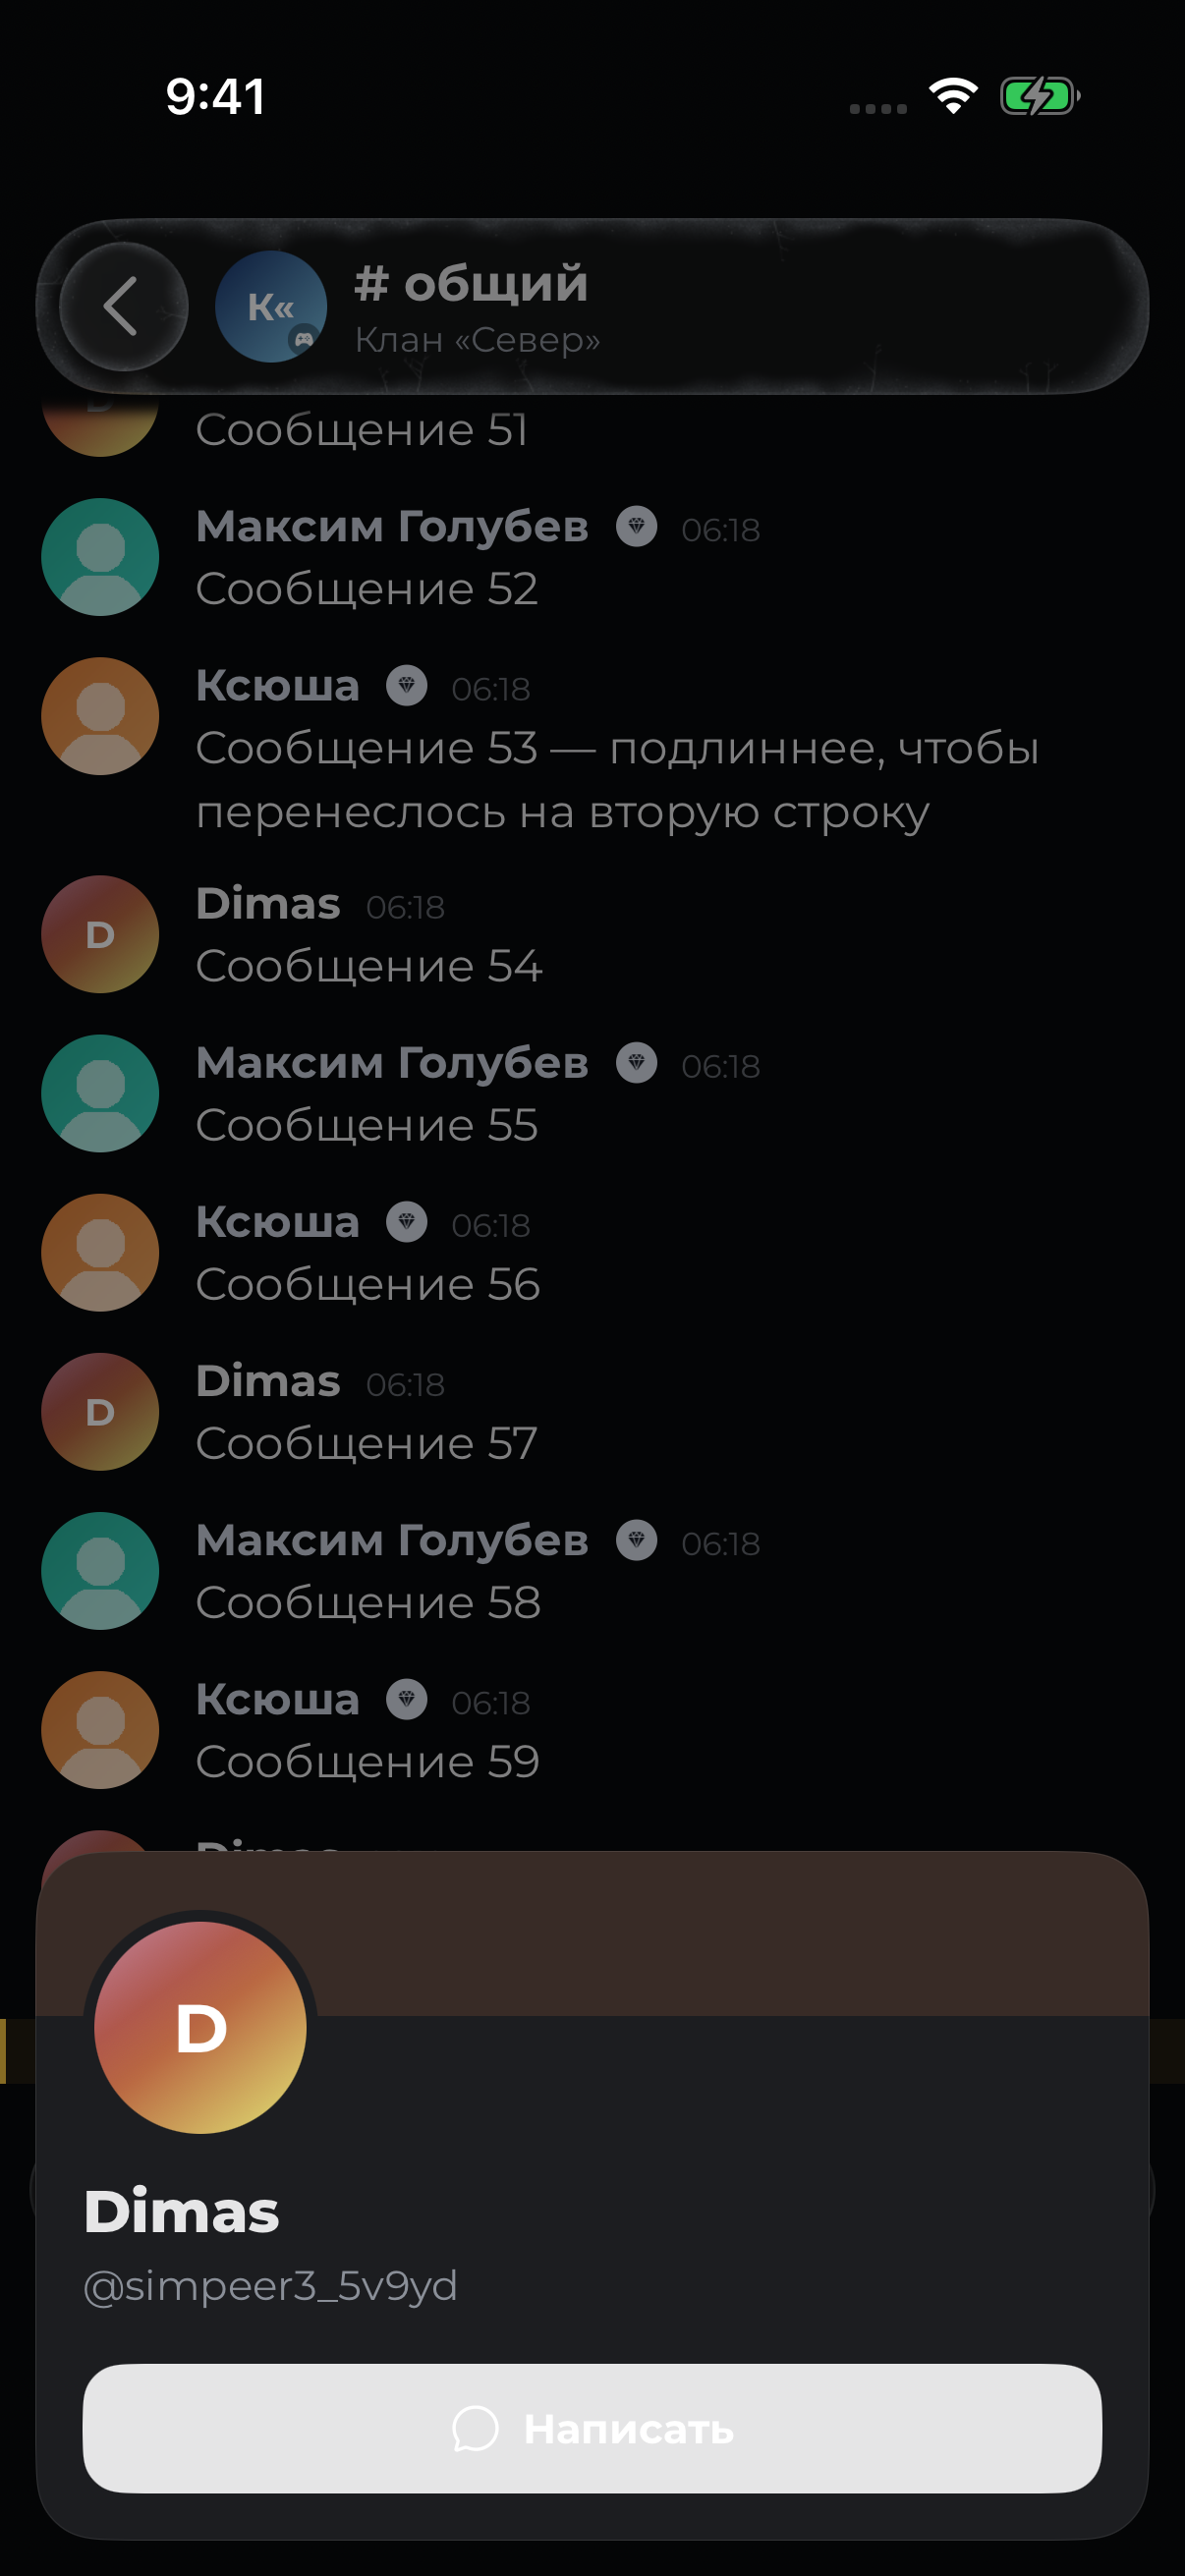 9:41
К«
# общий
Клан «Север»
Сообщение 51
Максим Голубев 06:18
Сообщение 52
Ксюша 06:18
Сообщение 53 — подлиннее, чтобы
перенеслось на вторую строку
D
Dimas 06:18
Сообщение 54
Максим Голубев 06:18
Сообщение 55
Ксюша 06:18
Сообщение 56
D
Dimas 06:18
Сообщение 57
Максим Голубев 06:18
Сообщение 58
Ксюша 06:18
Сообщение 59
Dimas
D
Dimas
@simpeer3_5v9yd
Написать